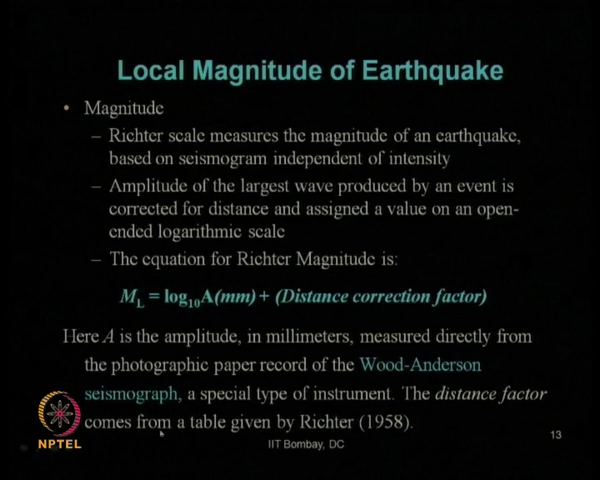 Local Magnitude of Earthquake
• Magnitude
– Richter scale measures the magnitude of an earthquake,
based on seismogram independent of intensity
– Amplitude of the largest wave produced by an event is
corrected for distance and assigned a value on an open-
ended logarithmic scale
– The equation for Richter Magnitude is:
M_L = log₁₀A(mm) + (Distance correction factor)
Here A is the amplitude, in millimeters, measured directly from
the photographic paper record of the Wood-Anderson
seismograph, a special type of instrument. The distance factor
comes from a table given by Richter (1958).
NPTEL
IIT Bombay, DC
13